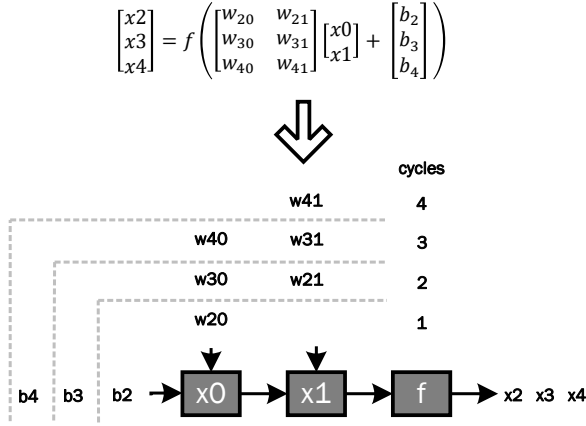 [x2 x3 x4] = f([w20 w21 w30 w31 w40 w41] [x0 x1] + [b2 b3 b4])
cycles
w41 4
w40 w31 3
w30 w21 2
w20 1
b4 b3 b2 x0 x1 f x2 x3 x4